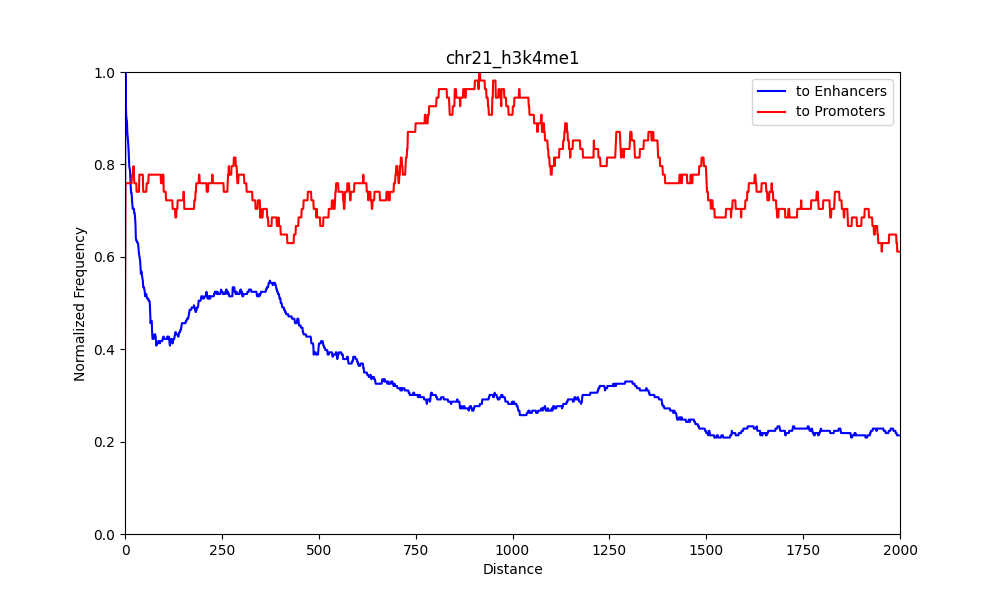 chr21_h3k4me1
to Enhancers
to Promoters
Normalized Frequency
1.0
0.8
0.6
0.4
0.2
0.0
0 250 500 750 1000 1250 1500 1750 2000
Distance